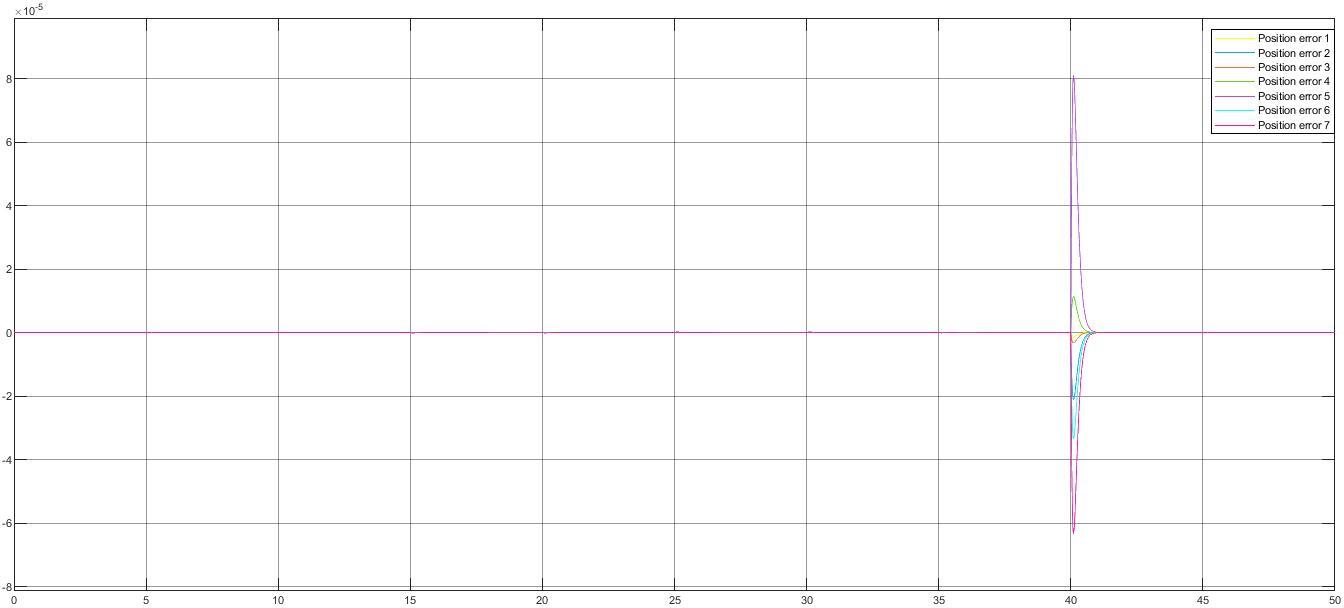 ×10-5
8
6
4
2
0
-2
-4
-6
-8
0 5 10 15 20 25 30 35 40 45 50
Position error 1
Position error 2
Position error 3
Position error 4
Position error 5
Position error 6
Position error 7